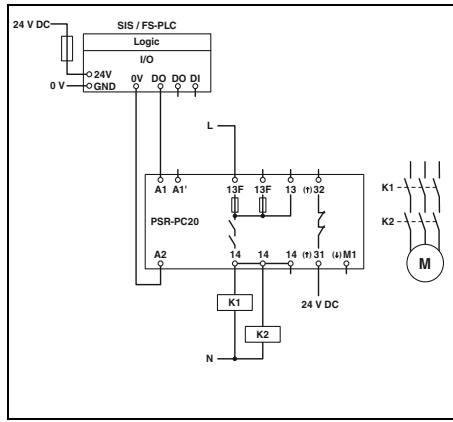 24 V DC
SIS / FS-PLC
Logic
I/O
24V
0 V
GND
0V DO DO DI
L
A1 A1' 13F 13F 13 (↑) 32
PSR-PC20
A2 14 14 14 (↑) 31 (↓) M1
K1
K2
24 V DC
N
K1
K2
M